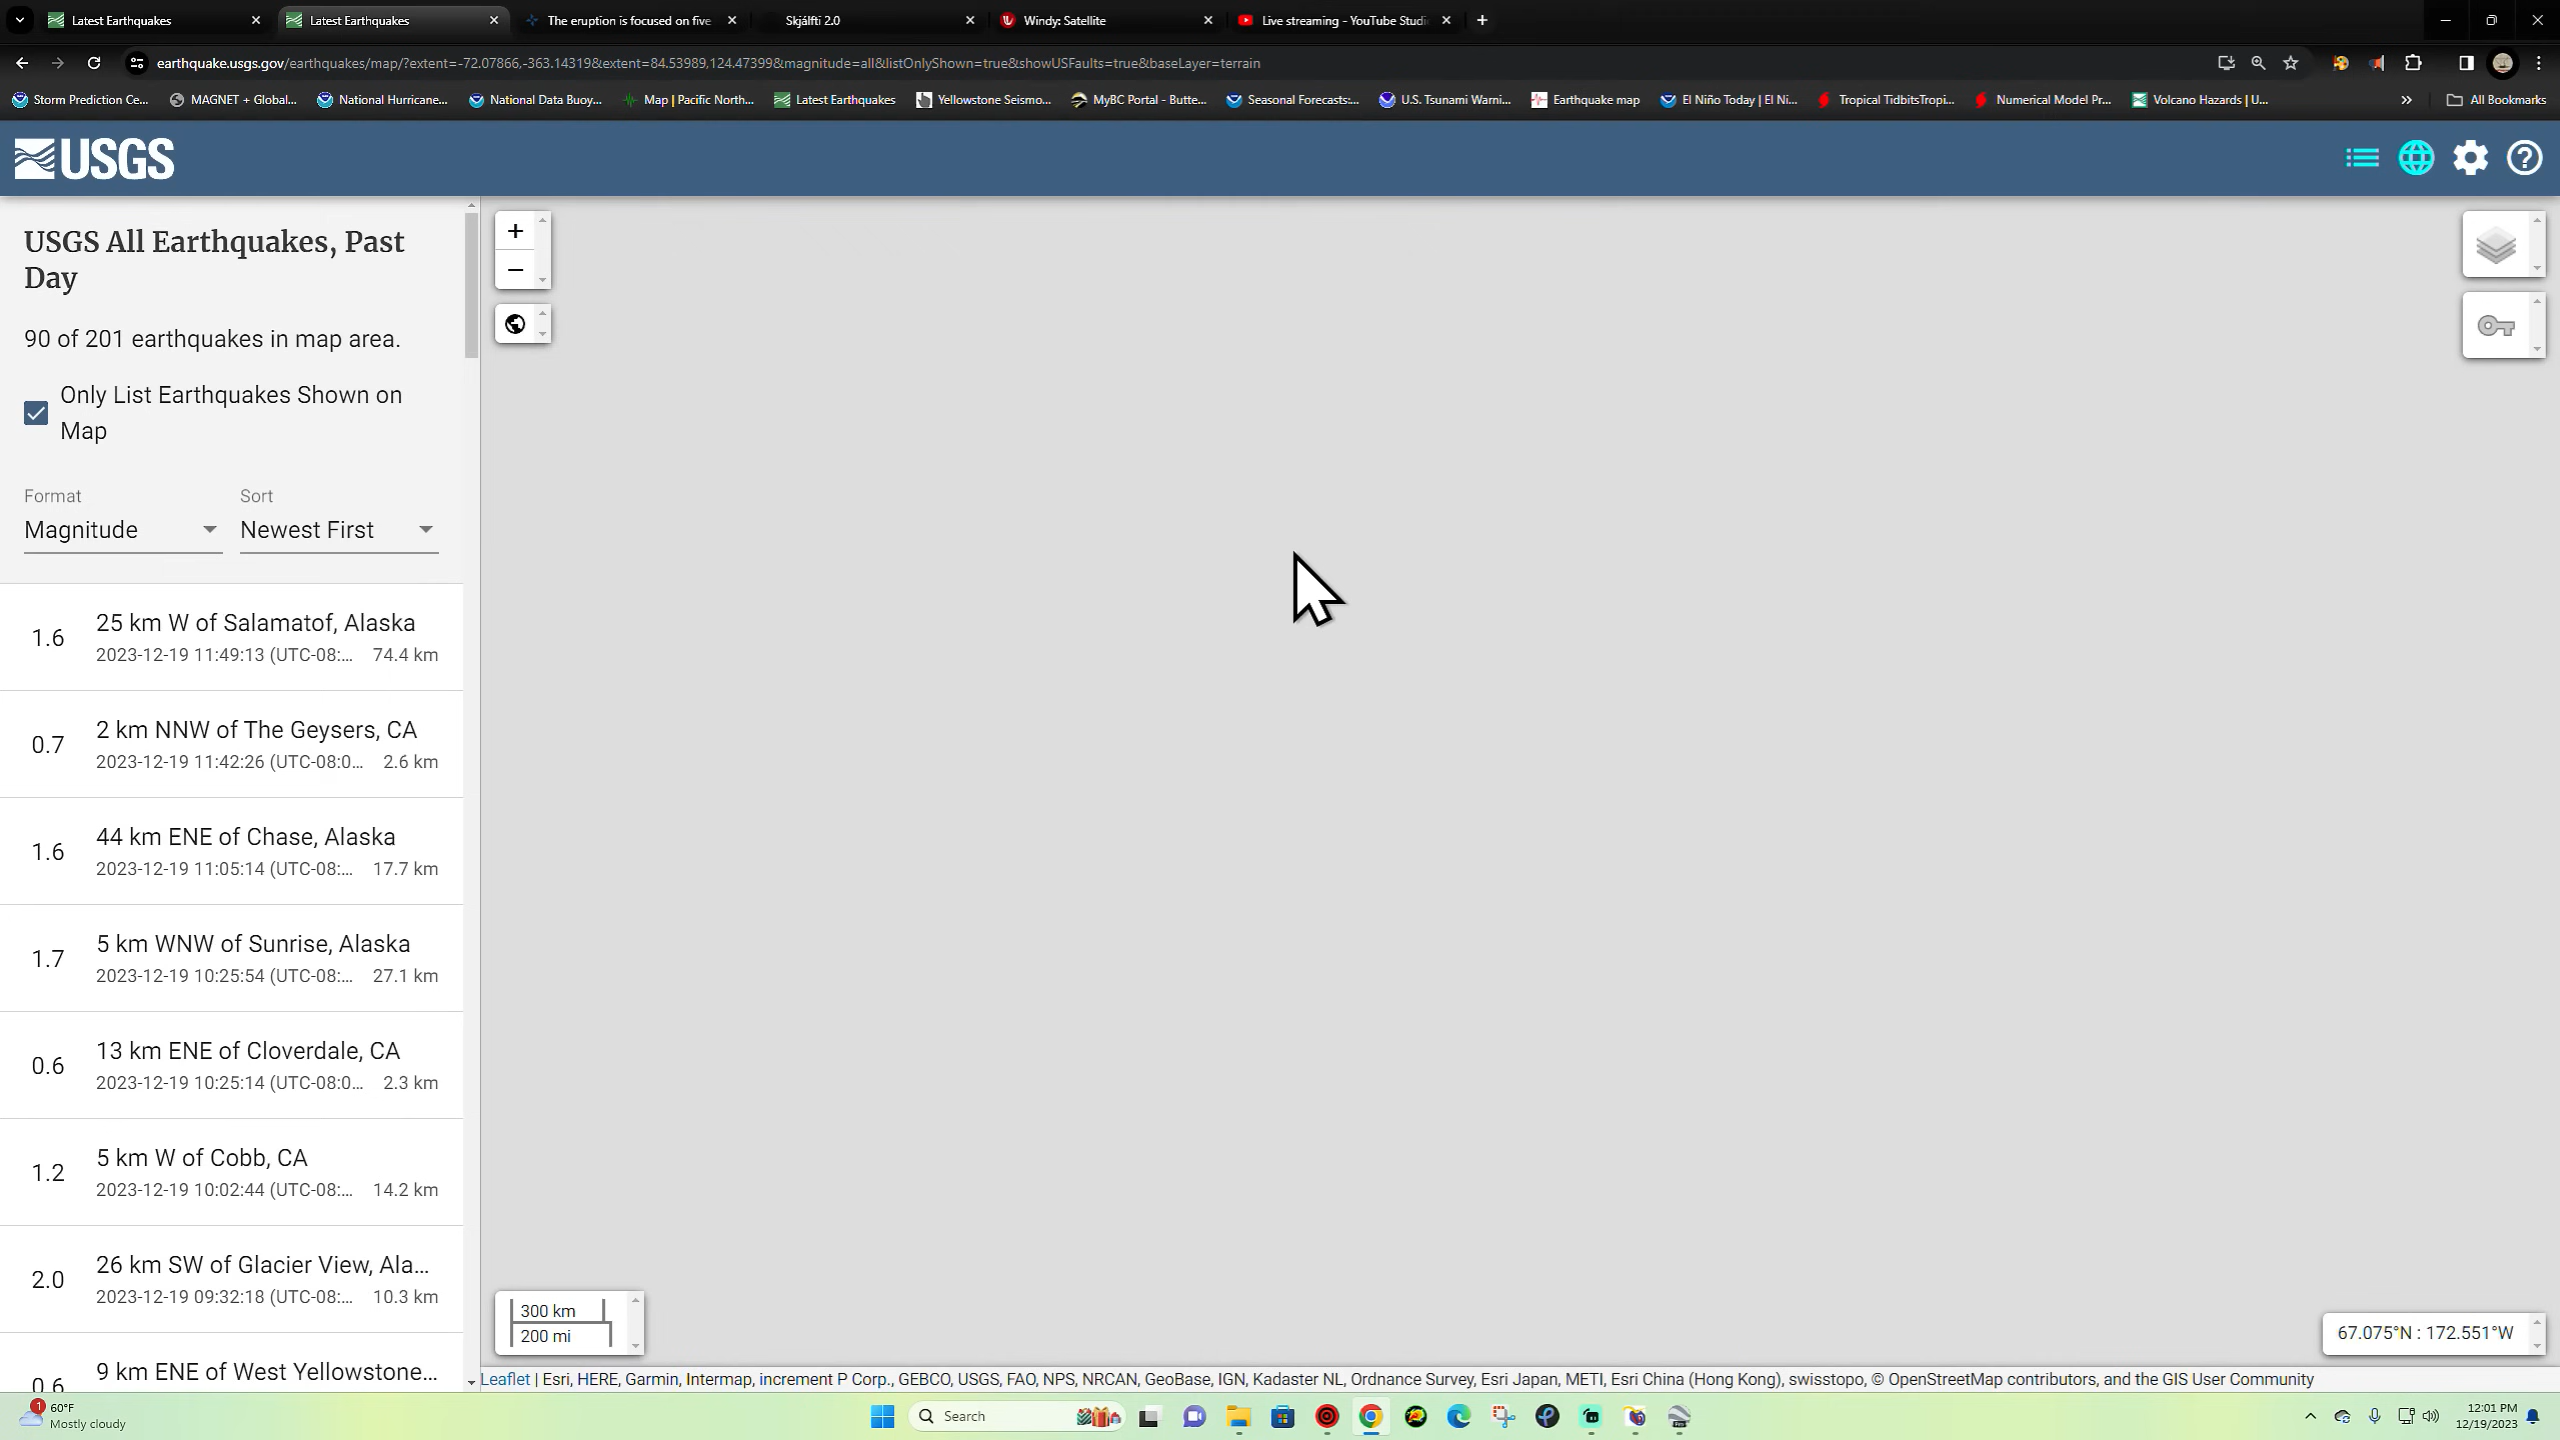 Latest Earthquakes
Latest Earthquakes
The eruption is focused on five
Skjálfti 2.0
Windy: Satellite
Live streaming - YouTube Studi
earthquake.usgs.gov/earthquakes/map/?extent=-72.07866,-363.14319&extent=84.53989,124.47399&magnitude=all&listOnlyShown=true&showUSFaults=true&baseLayer=terrain
Storm Prediction Ce...
MAGNET + Global...
National Hurricane...
National Data Buoy...
Map | Pacific North...
Latest Earthquakes
Yellowstone Seismo...
MyBC Portal - Butte...
Seasonal Forecasts:...
U.S. Tsunami Warni...
Earthquake map
El Niño Today | El Ni...
Tropical TidbitsTropi...
Numerical Model Pr...
Volcano Hazards | U...
All Bookmarks
USGS
USGS All Earthquakes, Past
Day
90 of 201 earthquakes in map area.
Only List Earthquakes Shown on
Map
Format
Sort
Magnitude
Newest First
1.6
25 km W of Salamatof, Alaska
2023-12-19 11:49:13 (UTC-08:... 74.4 km
0.7
2 km NNW of The Geysers, CA
2023-12-19 11:42:26 (UTC-08:0... 2.6 km
1.6
44 km ENE of Chase, Alaska
2023-12-19 11:05:14 (UTC-08:... 17.7 km
1.7
5 km WNW of Sunrise, Alaska
2023-12-19 10:25:54 (UTC-08:... 27.1 km
0.6
13 km ENE of Cloverdale, CA
2023-12-19 10:25:14 (UTC-08:0... 2.3 km
1.2
5 km W of Cobb, CA
2023-12-19 10:02:44 (UTC-08:... 14.2 km
2.0
26 km SW of Glacier View, Ala...
2023-12-19 09:32:18 (UTC-08:... 10.3 km
0.6
9 km ENE of West Yellowstone...
300 km
200 mi
67.075°N : 172.551°W
Leaflet | Esri, HERE, Garmin, Intermap, increment P Corp., GEBCO, USGS, FAO, NPS, NRCAN, GeoBase, IGN, Kadaster NL, Ordnance Survey, Esri Japan, METI, Esri China (Hong Kong), swisstopo, © OpenStreetMap contributors, and the GIS User Community
1
60°F
Mostly cloudy
Search
12:01 PM
12/19/2023